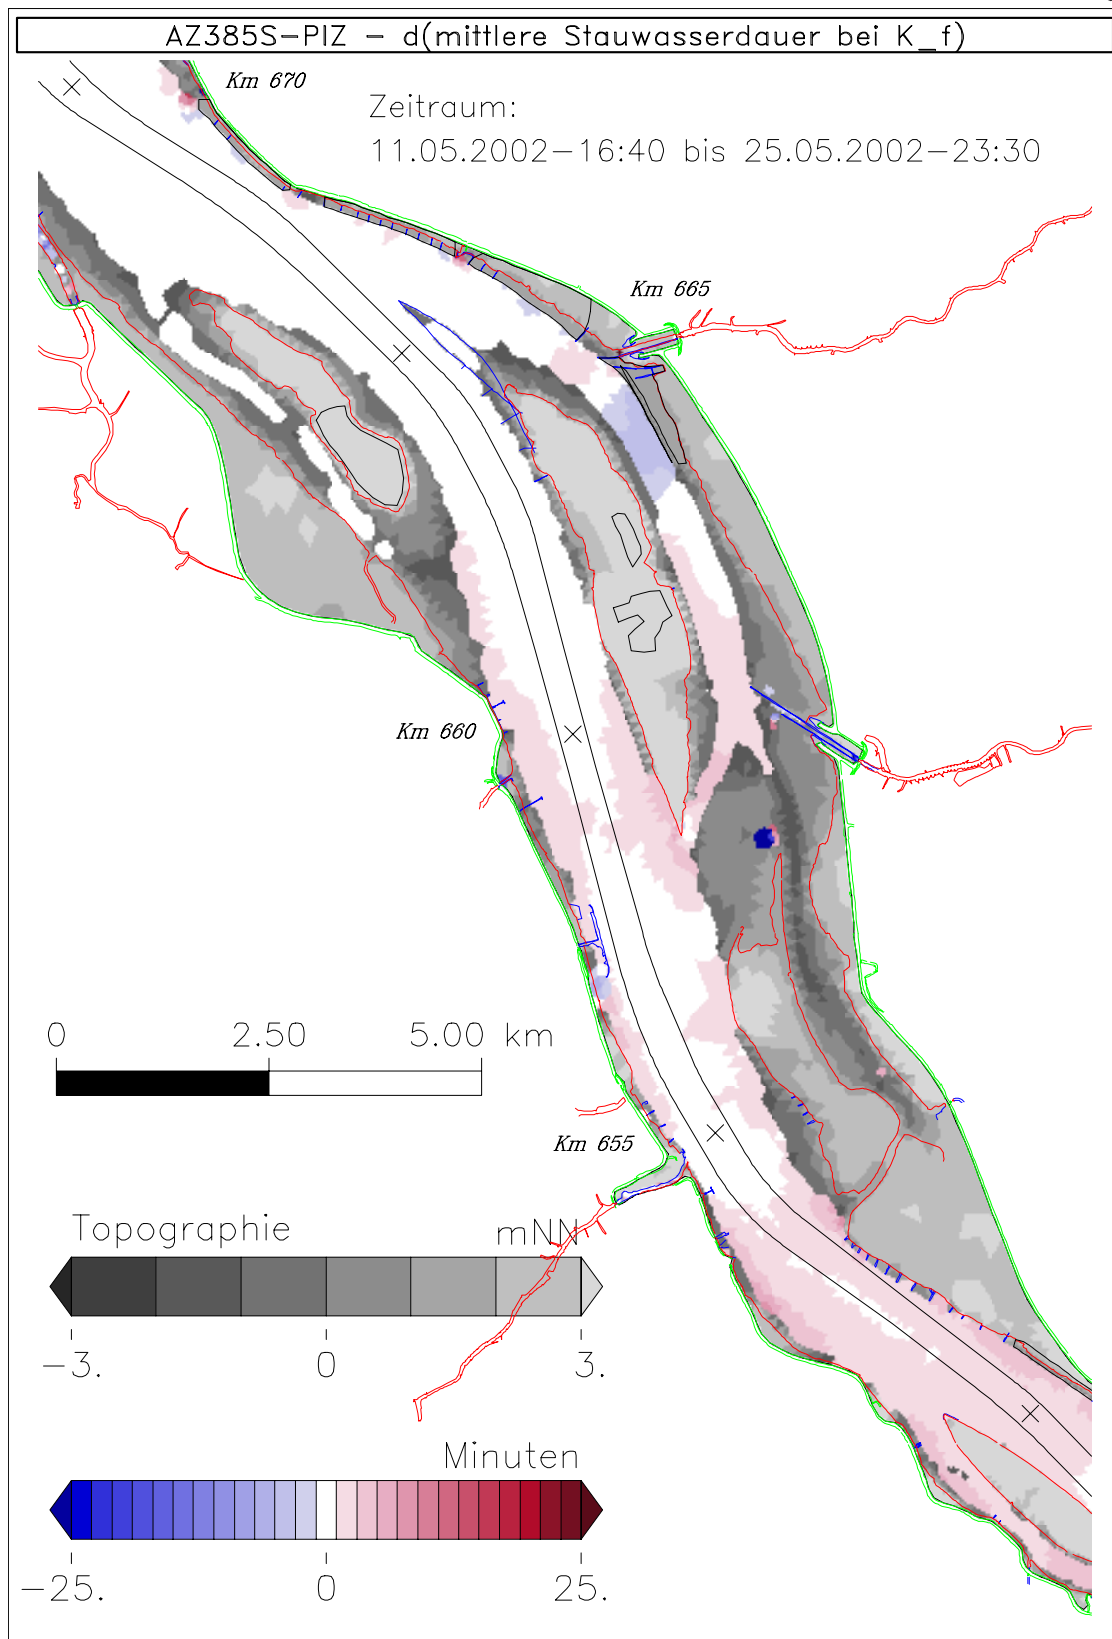 AZ385S-PIZ - d(mittlere Stauwasserdauer bei K_f)
Km 670
Zeitraum:
11.05.2002-16:40 bis 25.05.2002-23:30
Km 665
Km 660
0 2.50 5.00 km
Km 655
Topographie mNN
-3. 0 3.
Minuten
-25. 0 25.